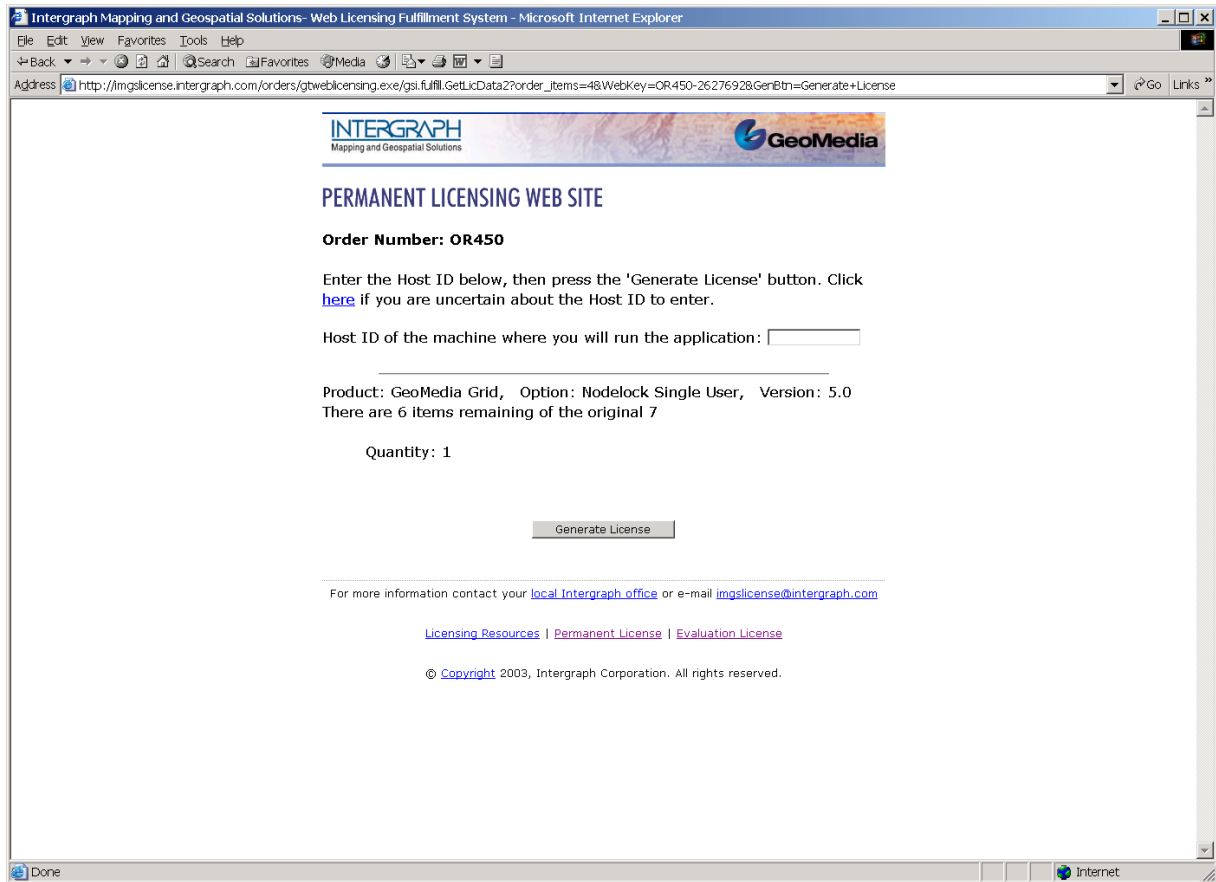 Intergraph Mapping and Geospatial Solutions- Web Licensing Fulfillment System - Microsoft Internet Explorer
File Edit View Favorites Tools Help
Back Search Favorites Media
Address http://imgslicense.intergraph.com/orders/gtweblicensing.exe/gsi.fulfill.GetLicData2?order_items=4&WebKey=OR450-2627692&GenBtn=Generate+License Go Links »
INTERGRAPH
Mapping and Geospatial Solutions
GeoMedia
PERMANENT LICENSING WEB SITE
Order Number: OR450
Enter the Host ID below, then press the 'Generate License' button. Click
here if you are uncertain about the Host ID to enter.
Host ID of the machine where you will run the application:
Product: GeoMedia Grid, Option: Nodelock Single User, Version: 5.0
There are 6 items remaining of the original 7
Quantity: 1
Generate License
For more information contact your local Intergraph office or e-mail imgslicense@intergraph.com
Licensing Resources | Permanent License | Evaluation License
© Copyright 2003, Intergraph Corporation. All rights reserved.
Done Internet